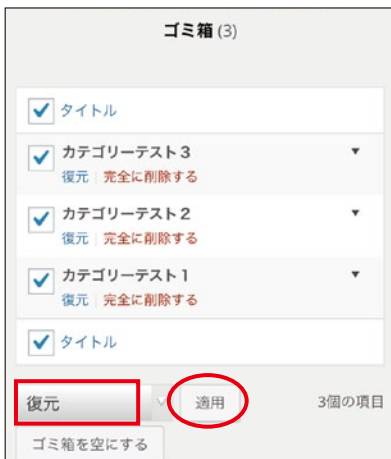 ゴミ箱 (3)
タイトル
カテゴリーテスト3
復元 | 完全に削除する
カテゴリーテスト2
復元 | 完全に削除する
カテゴリーテスト1
復元 | 完全に削除する
タイトル
復元 適用 3個の項目
ゴミ箱を空にする